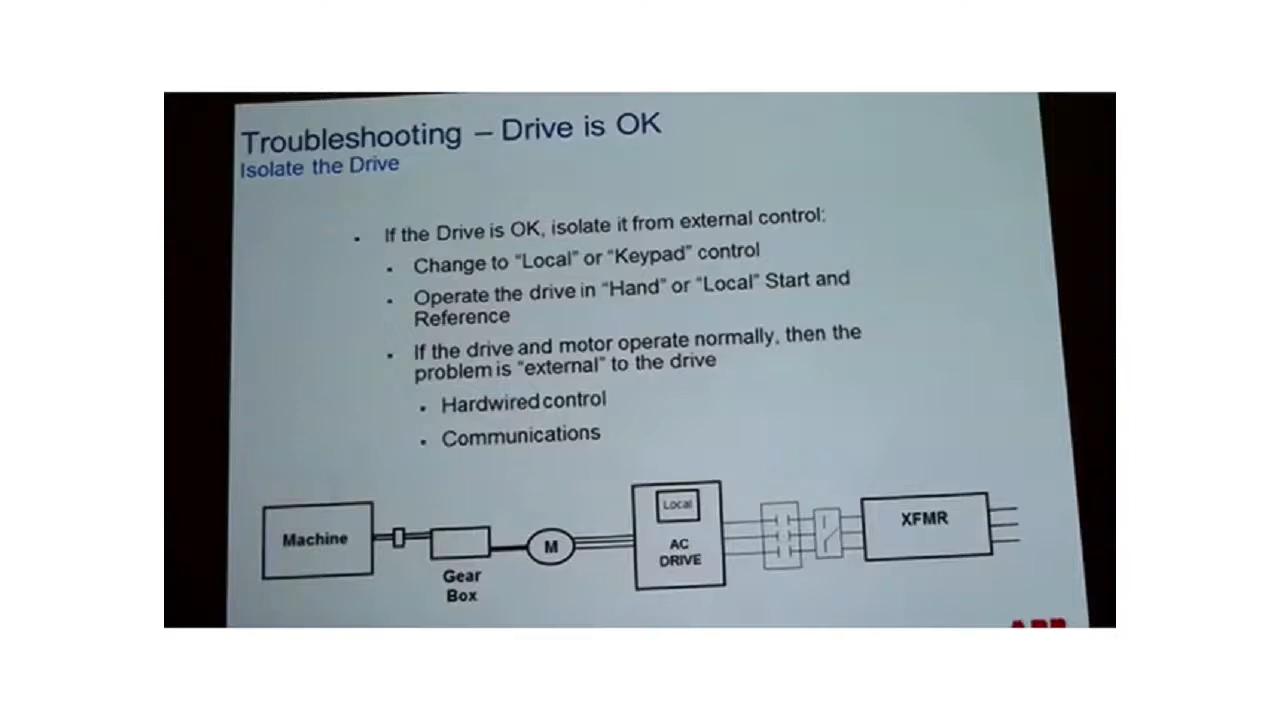 Troubleshooting – Drive is OK
Isolate the Drive
If the Drive is OK, isolate it from external control:
Change to “Local” or “Keypad” control
Operate the drive in “Hand” or “Local” Start and
Reference
If the drive and motor operate normally, then the
problem is “external” to the drive
Hardwired control
Communications
Machine
Gear
Box
M
Local
AC
DRIVE
XFMR